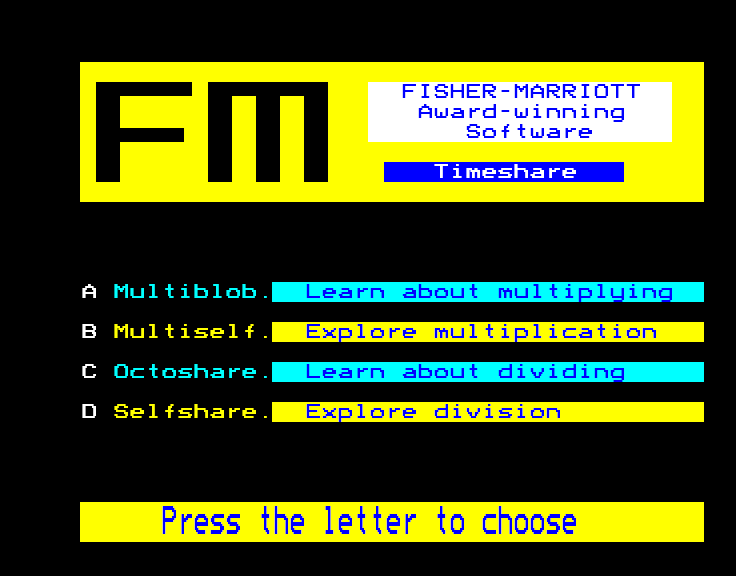 FM
FISHER-MARRIOTT
Award-winning
Software
Timeshare
A Multiblob. Learn about multiplying
B Multiself. Explore multiplication
C Octoshare. Learn about dividing
D Selfshare. Explore division
Press the letter to choose